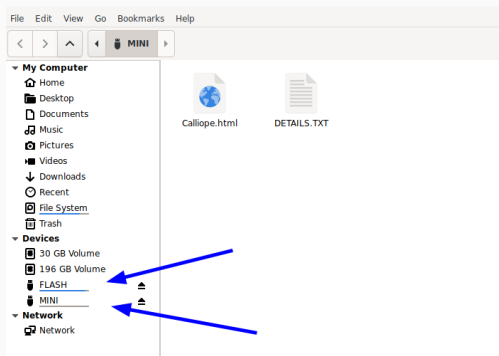 File Edit View Go Bookmarks Help
MINI
My Computer
Home
Desktop
Documents
Music
Pictures
Videos
Downloads
Recent
File System
Trash
Devices
30 GB Volume
196 GB Volume
FLASH
MINI
Network
Network
Calliope.html
DETAILS.TXT